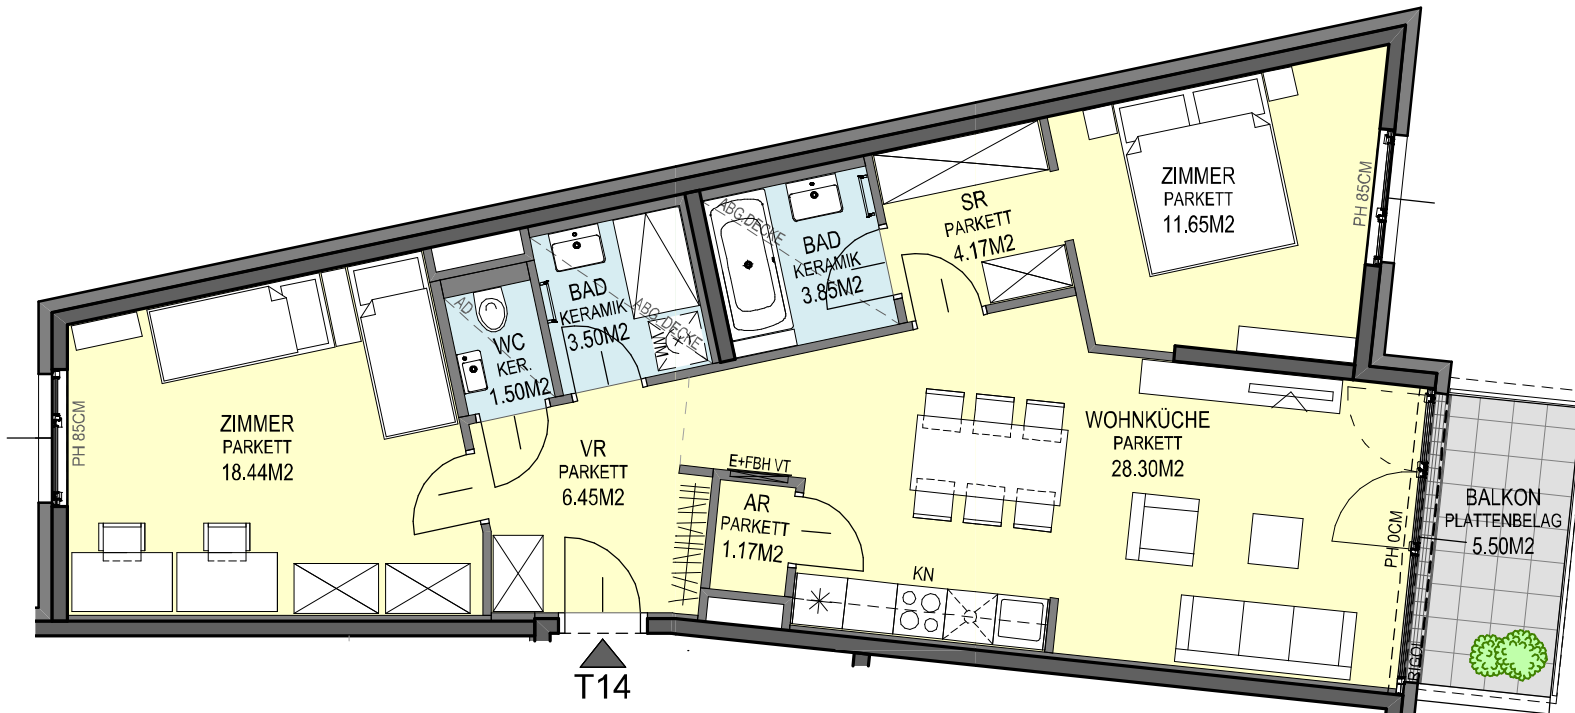 ZIMMER
PARKETT
18.44M2
PH 85CM
AD
WC
KER.
1.50M2
BAD
KERAMIK
3.50M2
ABG.DECKE
WM
VR
PARKETT
6.45M2
E+FBH VT
AR
PARKETT
1.17M2
ABG.DECKE
BAD
KERAMIK
3.85M2
SR
PARKETT
4.17M2
ZIMMER
PARKETT
11.65M2
PH 85CM
WOHNKÜCHE
PARKETT
28.30M2
KN
PH 0CM
RIGOL
BALKON
PLATTENBELAG
5.50M2
T14